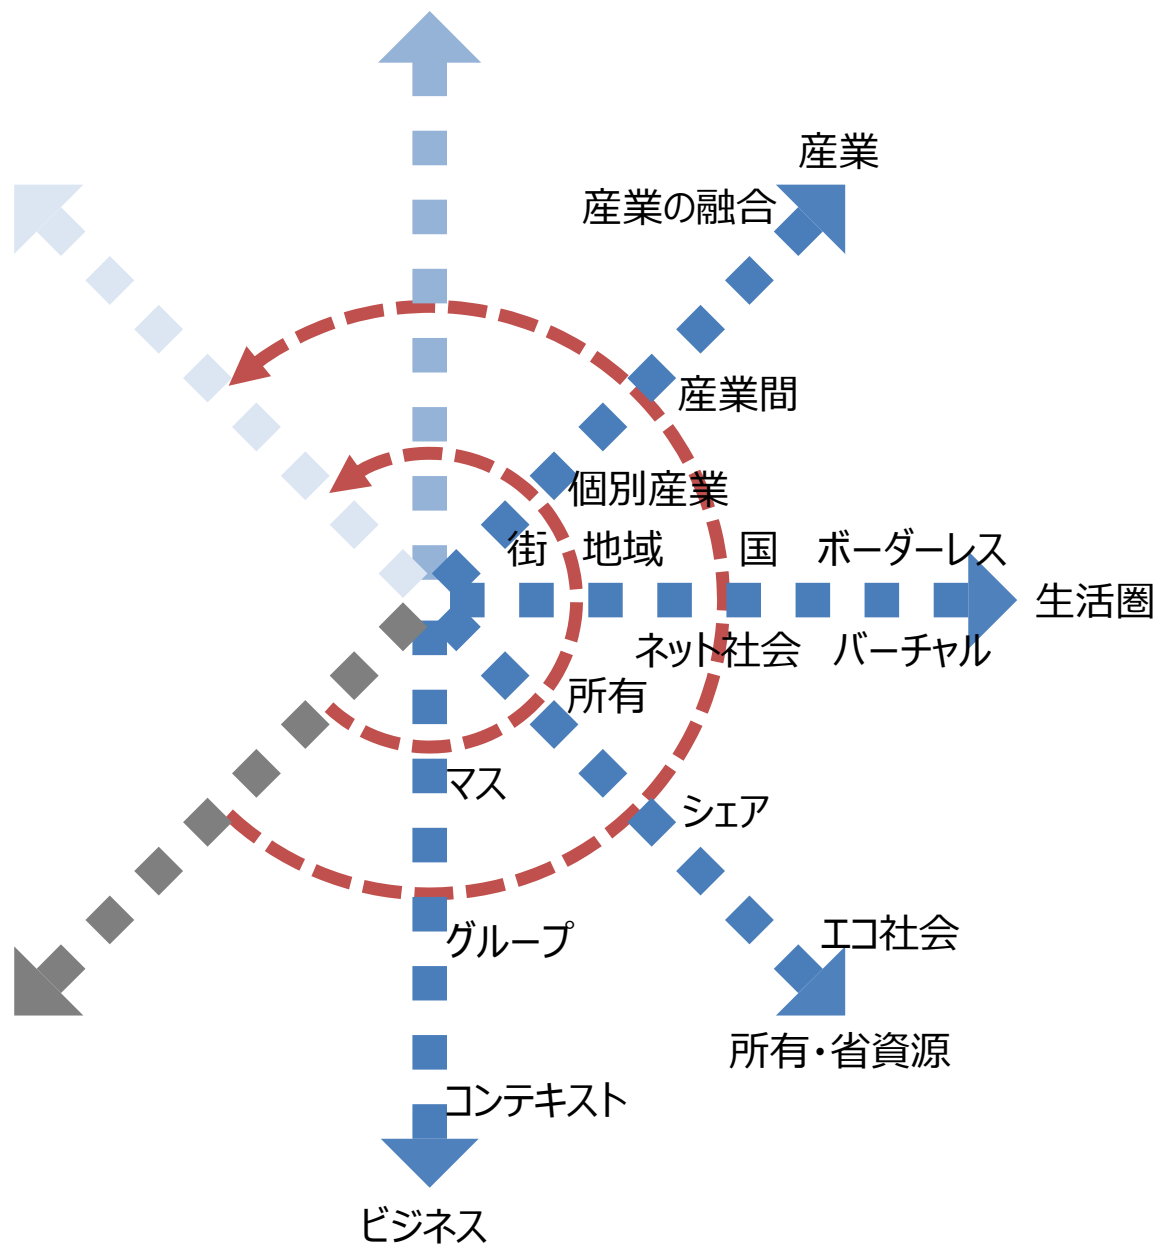 産業
産業の融合
産業間
個別産業
街 地域 国 ボーダーレス
生活圏
ネット社会 バーチャル
所有
マス
シェア
グループ
エコ社会
所有・省資源
コンテキスト
ビジネス